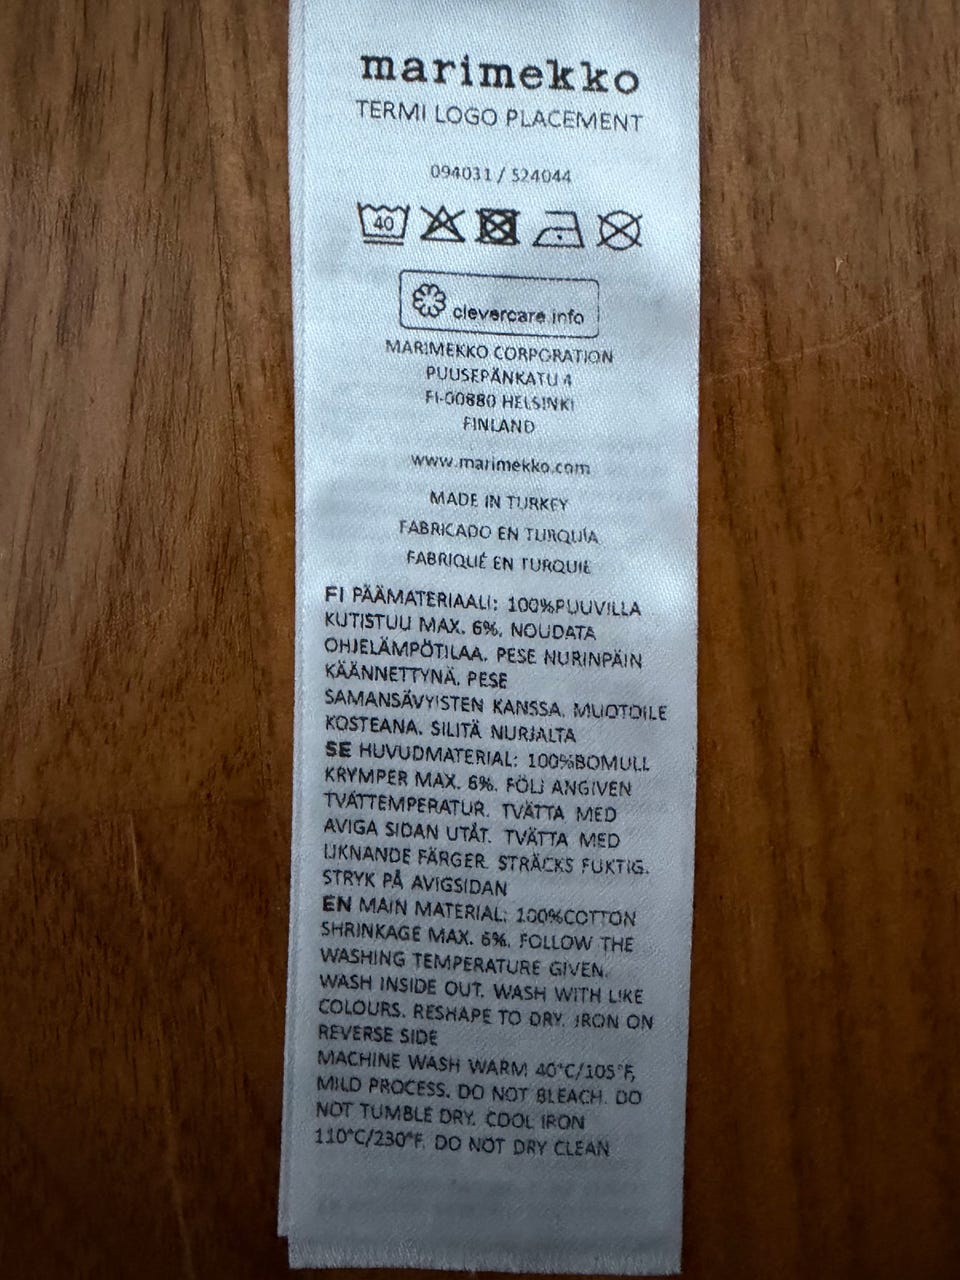 marimekko
TERMI LOGO PLACEMENT
094031 / 524044
40
clevercare.info
MARIMEKKO CORPORATION
PUUSEPÄNKATU 4
FI-00880 HELSINKI
FINLAND
www.marimekko.com
MADE IN TURKEY
FABRICADO EN TURQUÍA
FABRIQUÉ EN TURQUIE
FI PÄÄMATERIAALI: 100%PUUVILLA
KUTISTUU MAX. 6%. NOUDATA
OHJELÄMPÖTILAA. PESE NURINPÄIN
KÄÄNNETTYNÄ. PESE
SAMANSÄVYISTEN KANSSA. MUOTOILE
KOSTEANA. SILITÄ NURJALTA
SE HUVUDMATERIAL: 100%BOMULL
KRYMPER MAX. 6%. FÖLJ ANGIVEN
TVÄTTEMPERATUR. TVÄTTA MED
AVIGA SIDAN UTÅT. TVÄTTA MED
LIKNANDE FÄRGER. STRÄCKS FUKTIG.
STRYK PÅ AVIGSIDAN
EN MAIN MATERIAL: 100%COTTON
SHRINKAGE MAX. 6%. FOLLOW THE
WASHING TEMPERATURE GIVEN.
WASH INSIDE OUT. WASH WITH LIKE
COLOURS. RESHAPE TO DRY. IRON ON
REVERSE SIDE
MACHINE WASH WARM 40°C/105°F,
MILD PROCESS. DO NOT BLEACH. DO
NOT TUMBLE DRY. COOL IRON
110°C/230°F. DO NOT DRY CLEAN